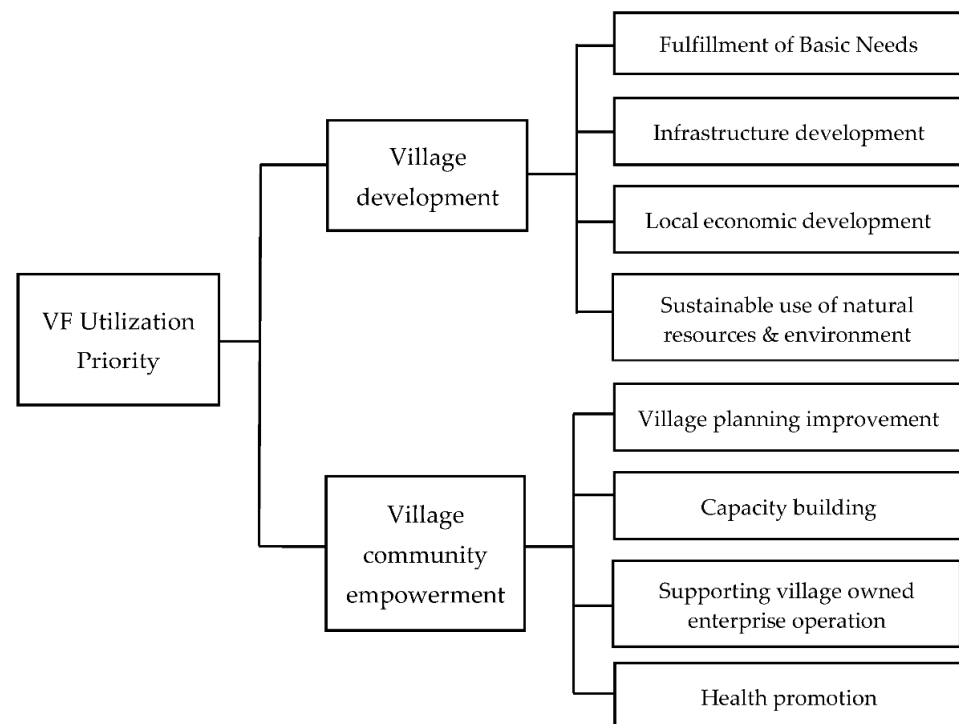 VF Utilization
Priority
Village
development
Fulfillment of Basic Needs
Infrastructure development
Local economic development
Sustainable use of natural
resources & environment
Village
community
empowerment
Village planning improvement
Capacity building
Supporting village owned
enterprise operation
Health promotion